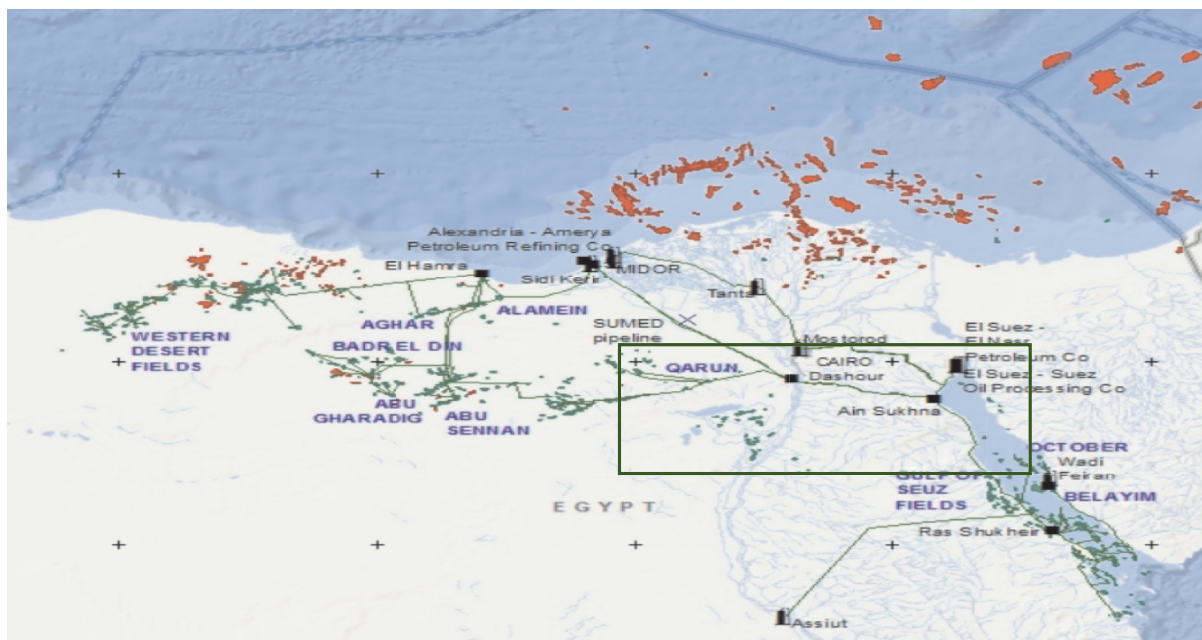 Alexandria - Amerya
Petroleum Refining Co
El Hamra
MIDOR
Sidi Kerir
Tanta
ALAMEIN
AGHAR
SUMED
pipeline
WESTERN
DESERT
FIELDS
BADR EL DIN
Mostorod
El Suez -
El Nasr
Petroleum Co
CAIRO
QARUN
Dashour
El Suez - Suez
Oil Processing Co
ABU
GHARADIG
ABU
SENNAN
Ain Sukhna
OCTOBER
Wadi
Feiran
GULF OF
SEUZ
FIELDS
BELAYIM
EGYPT
Ras Shukheir
Assiut